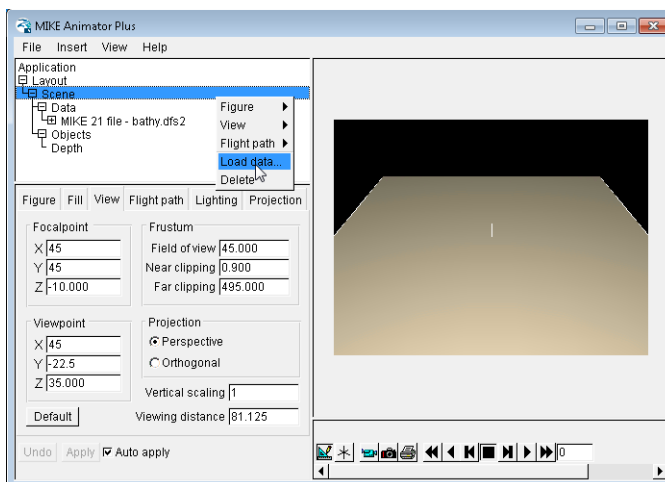 MIKE Animator Plus
File Insert View Help
Application
Layout
Scene
Data
MIKE 21 file - bathy.dfs2
Objects
Depth
Figure
View
Flight path
Load data...
Delete
Figure Fill View Flight path Lighting Projection
Focalpoint
X 45
Y 45
Z -10.000
Frustum
Field of view 45.000
Near clipping 0.900
Far clipping 495.000
Viewpoint
X 45
Y -22.5
Z 35.000
Default
Projection
Perspective
Orthogonal
Vertical scaling 1
Viewing distance 81.125
Undo Apply Auto apply
0